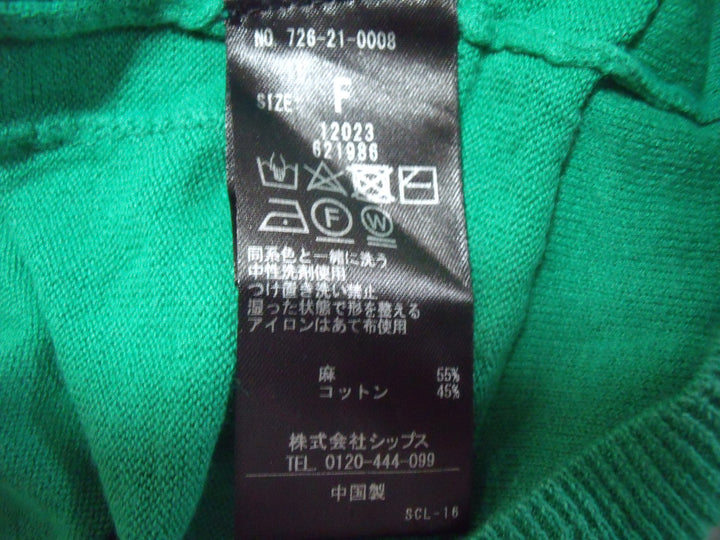 NO. 726-21-0008
SIZE F
12023
621986
F W
同系色と一緒に洗う
中性洗剤使用
つけ置き洗い禁止
湿った状態で形を整える
アイロンはあて布使用
麻 55%
コットン 45%
株式会社シップス
TEL. 0120-444-099
中国製
SCL-16